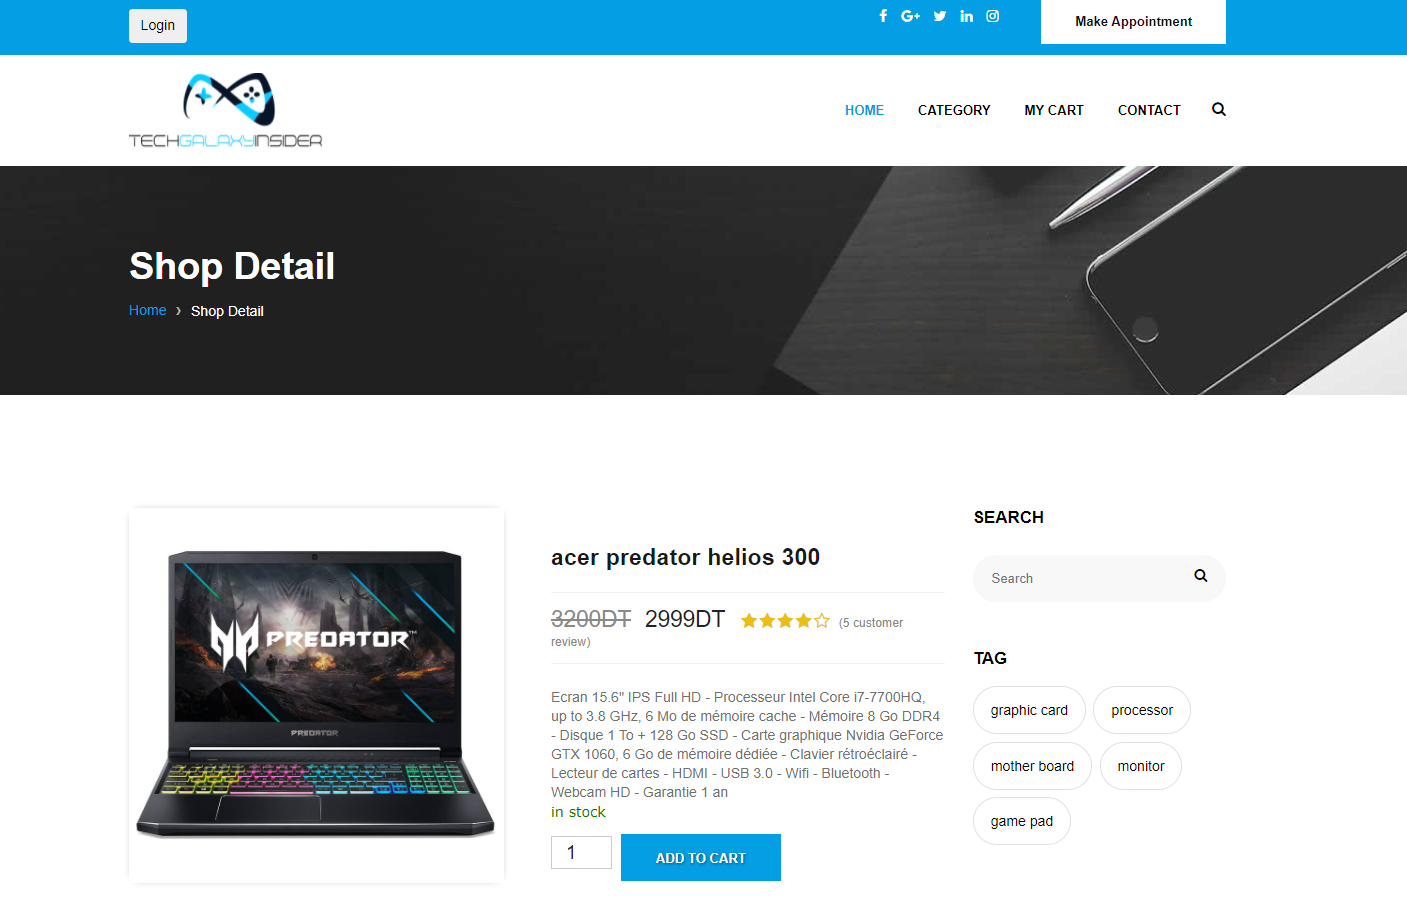 Login
Make Appointment
TECHGALAXYINSIDER
HOME
CATEGORY
MY CART
CONTACT
Shop Detail
Home › Shop Detail
PREDATOR
PREDATOR
acer predator helios 300
3200DT 2999DT (5 customer
review)
Ecran 15.6" IPS Full HD - Processeur Intel Core i7-7700HQ,
up to 3.8 GHz, 6 Mo de mémoire cache - Mémoire 8 Go DDR4
- Disque 1 To + 128 Go SSD - Carte graphique Nvidia GeForce
GTX 1060, 6 Go de mémoire dédiée - Clavier rétroéclairé -
Lecteur de cartes - HDMI - USB 3.0 - Wifi - Bluetooth -
Webcam HD - Garantie 1 an
in stock
1
ADD TO CART
SEARCH
Search
TAG
graphic card
processor
mother board
monitor
game pad